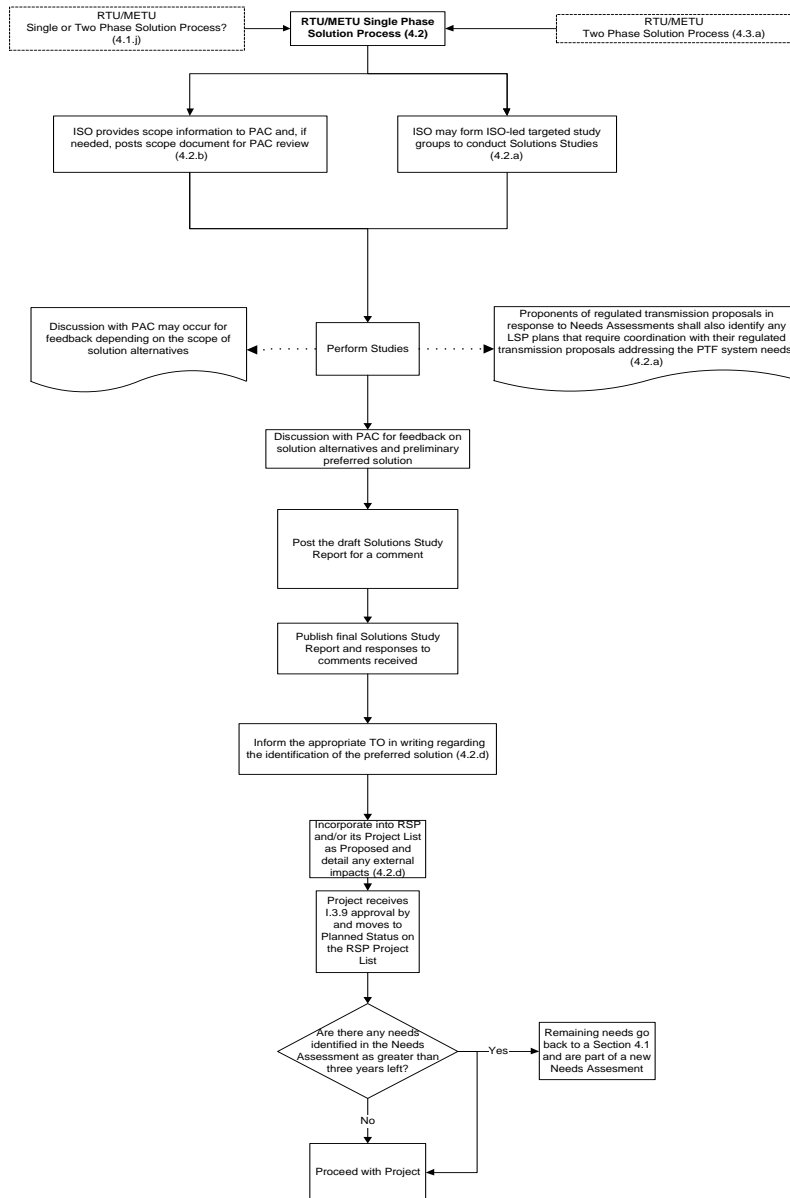 RTU/METU
Single or Two Phase Solution Process?
(4.1.j)
RTU/METU Single Phase
Solution Process (4.2)
RTU/METU
Two Phase Solution Process (4.3.a)
ISO provides scope information to PAC and, if
needed, posts scope document for PAC review
(4.2.b)
ISO may form ISO-led targeted study
groups to conduct Solutions Studies
(4.2.a)
Discussion with PAC may occur for
feedback depending on the scope of
solution alternatives
Perform Studies
Proponents of regulated transmission proposals in
response to Needs Assessments shall also identify any
LSP plans that require coordination with their regulated
transmission proposals addressing the PTF system needs
(4.2.a)
Discussion with PAC for feedback on
solution alternatives and preliminary
preferred solution
Post the draft Solutions Study
Report for a comment
Publish final Solutions Study
Report and responses to
comments received
Inform the appropriate TO in writing regarding
the identification of the preferred solution (4.2.d)
Incorporate into RSP
and/or its Project List
as Proposed and
detail any external
impacts (4.2.d)
Project receives
I.3.9 approval by
and moves to
Planned Status on
the RSP Project
List
Are there any needs
identified in the Needs
Assessment as greater than
three years left?
Yes
Remaining needs go
back to a Section 4.1
and are part of a new
Needs Assesment
No
Proceed with Project